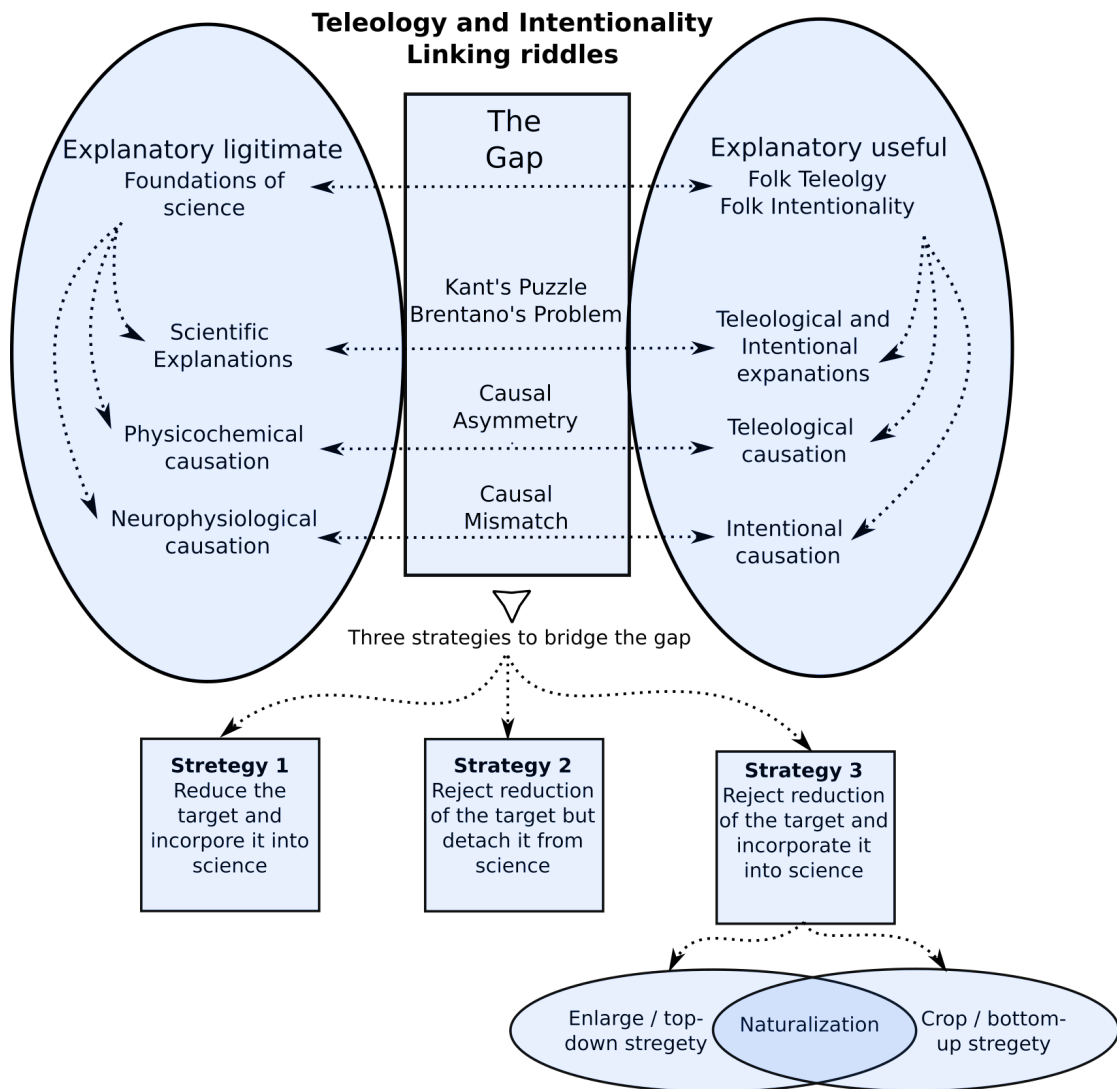 Teleology and Intentionality
Linking riddles
Explanatory ligitimate
Foundations of
science
Scientific
Explanations
Physicochemical
causation
Neurophysiological
causation
The
Gap
Kant's Puzzle
Brentano's Problem
Causal
Asymmetry
Causal
Mismatch
Explanatory useful
Folk Teleolgy
Folk Intentionality
Teleological and
Intentional
expanations
Teleological
causation
Intentional
causation
Three strategies to bridge the gap
Stretegy 1
Reduce the
target and
incorpore it into
science
Strategy 2
Reject reduction
of the target but
detach it from
science
Strategy 3
Reject reduction
of the target and
incorporate it
into science
Enlarge / top-
down stregety
Naturalization
Crop / bottom-
up stregety